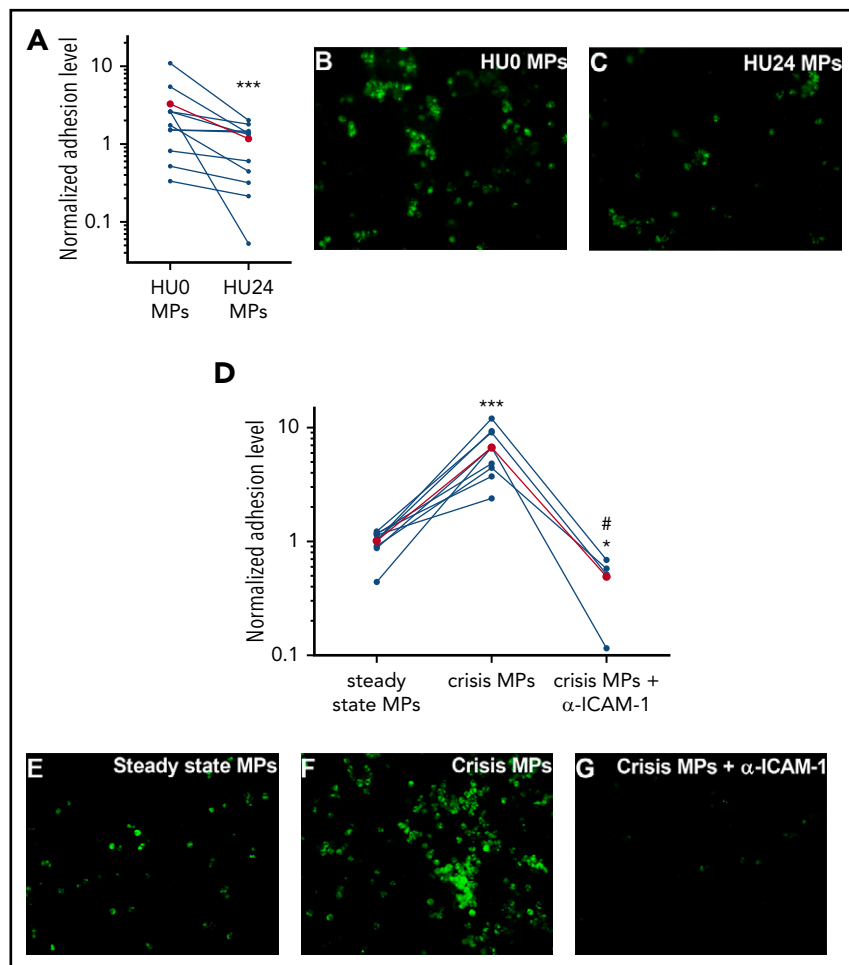 A
Normalized adhesion level
10
1
0.1
***
HU0
MPs
HU24
MPs
B
HU0 MPs
C
HU24 MPs
D
Normalized adhesion level
10
1
0.1
***
#
*
steady
state MPs
crisis MPs
crisis MPs +
α-ICAM-1
E
Steady state MPs
F
Crisis MPs
G
Crisis MPs + α-ICAM-1